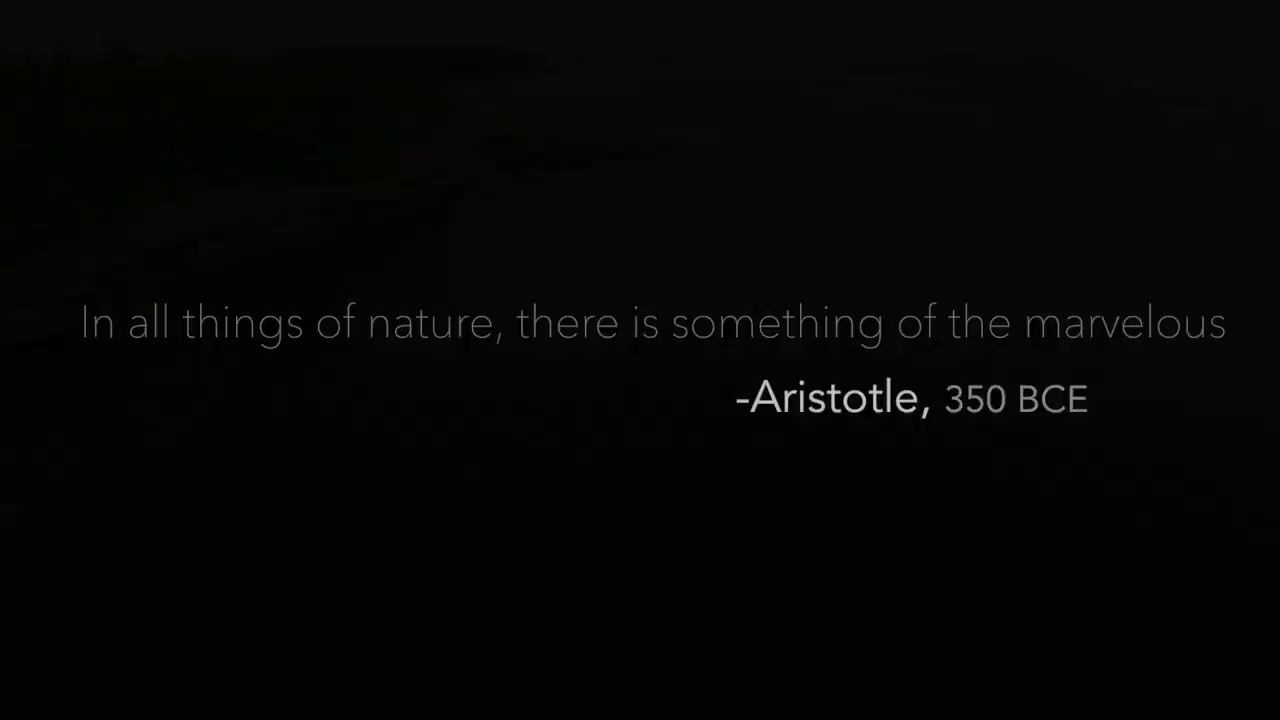 In all things of nature, there is something of the marvelous
-Aristotle, 350 BCE